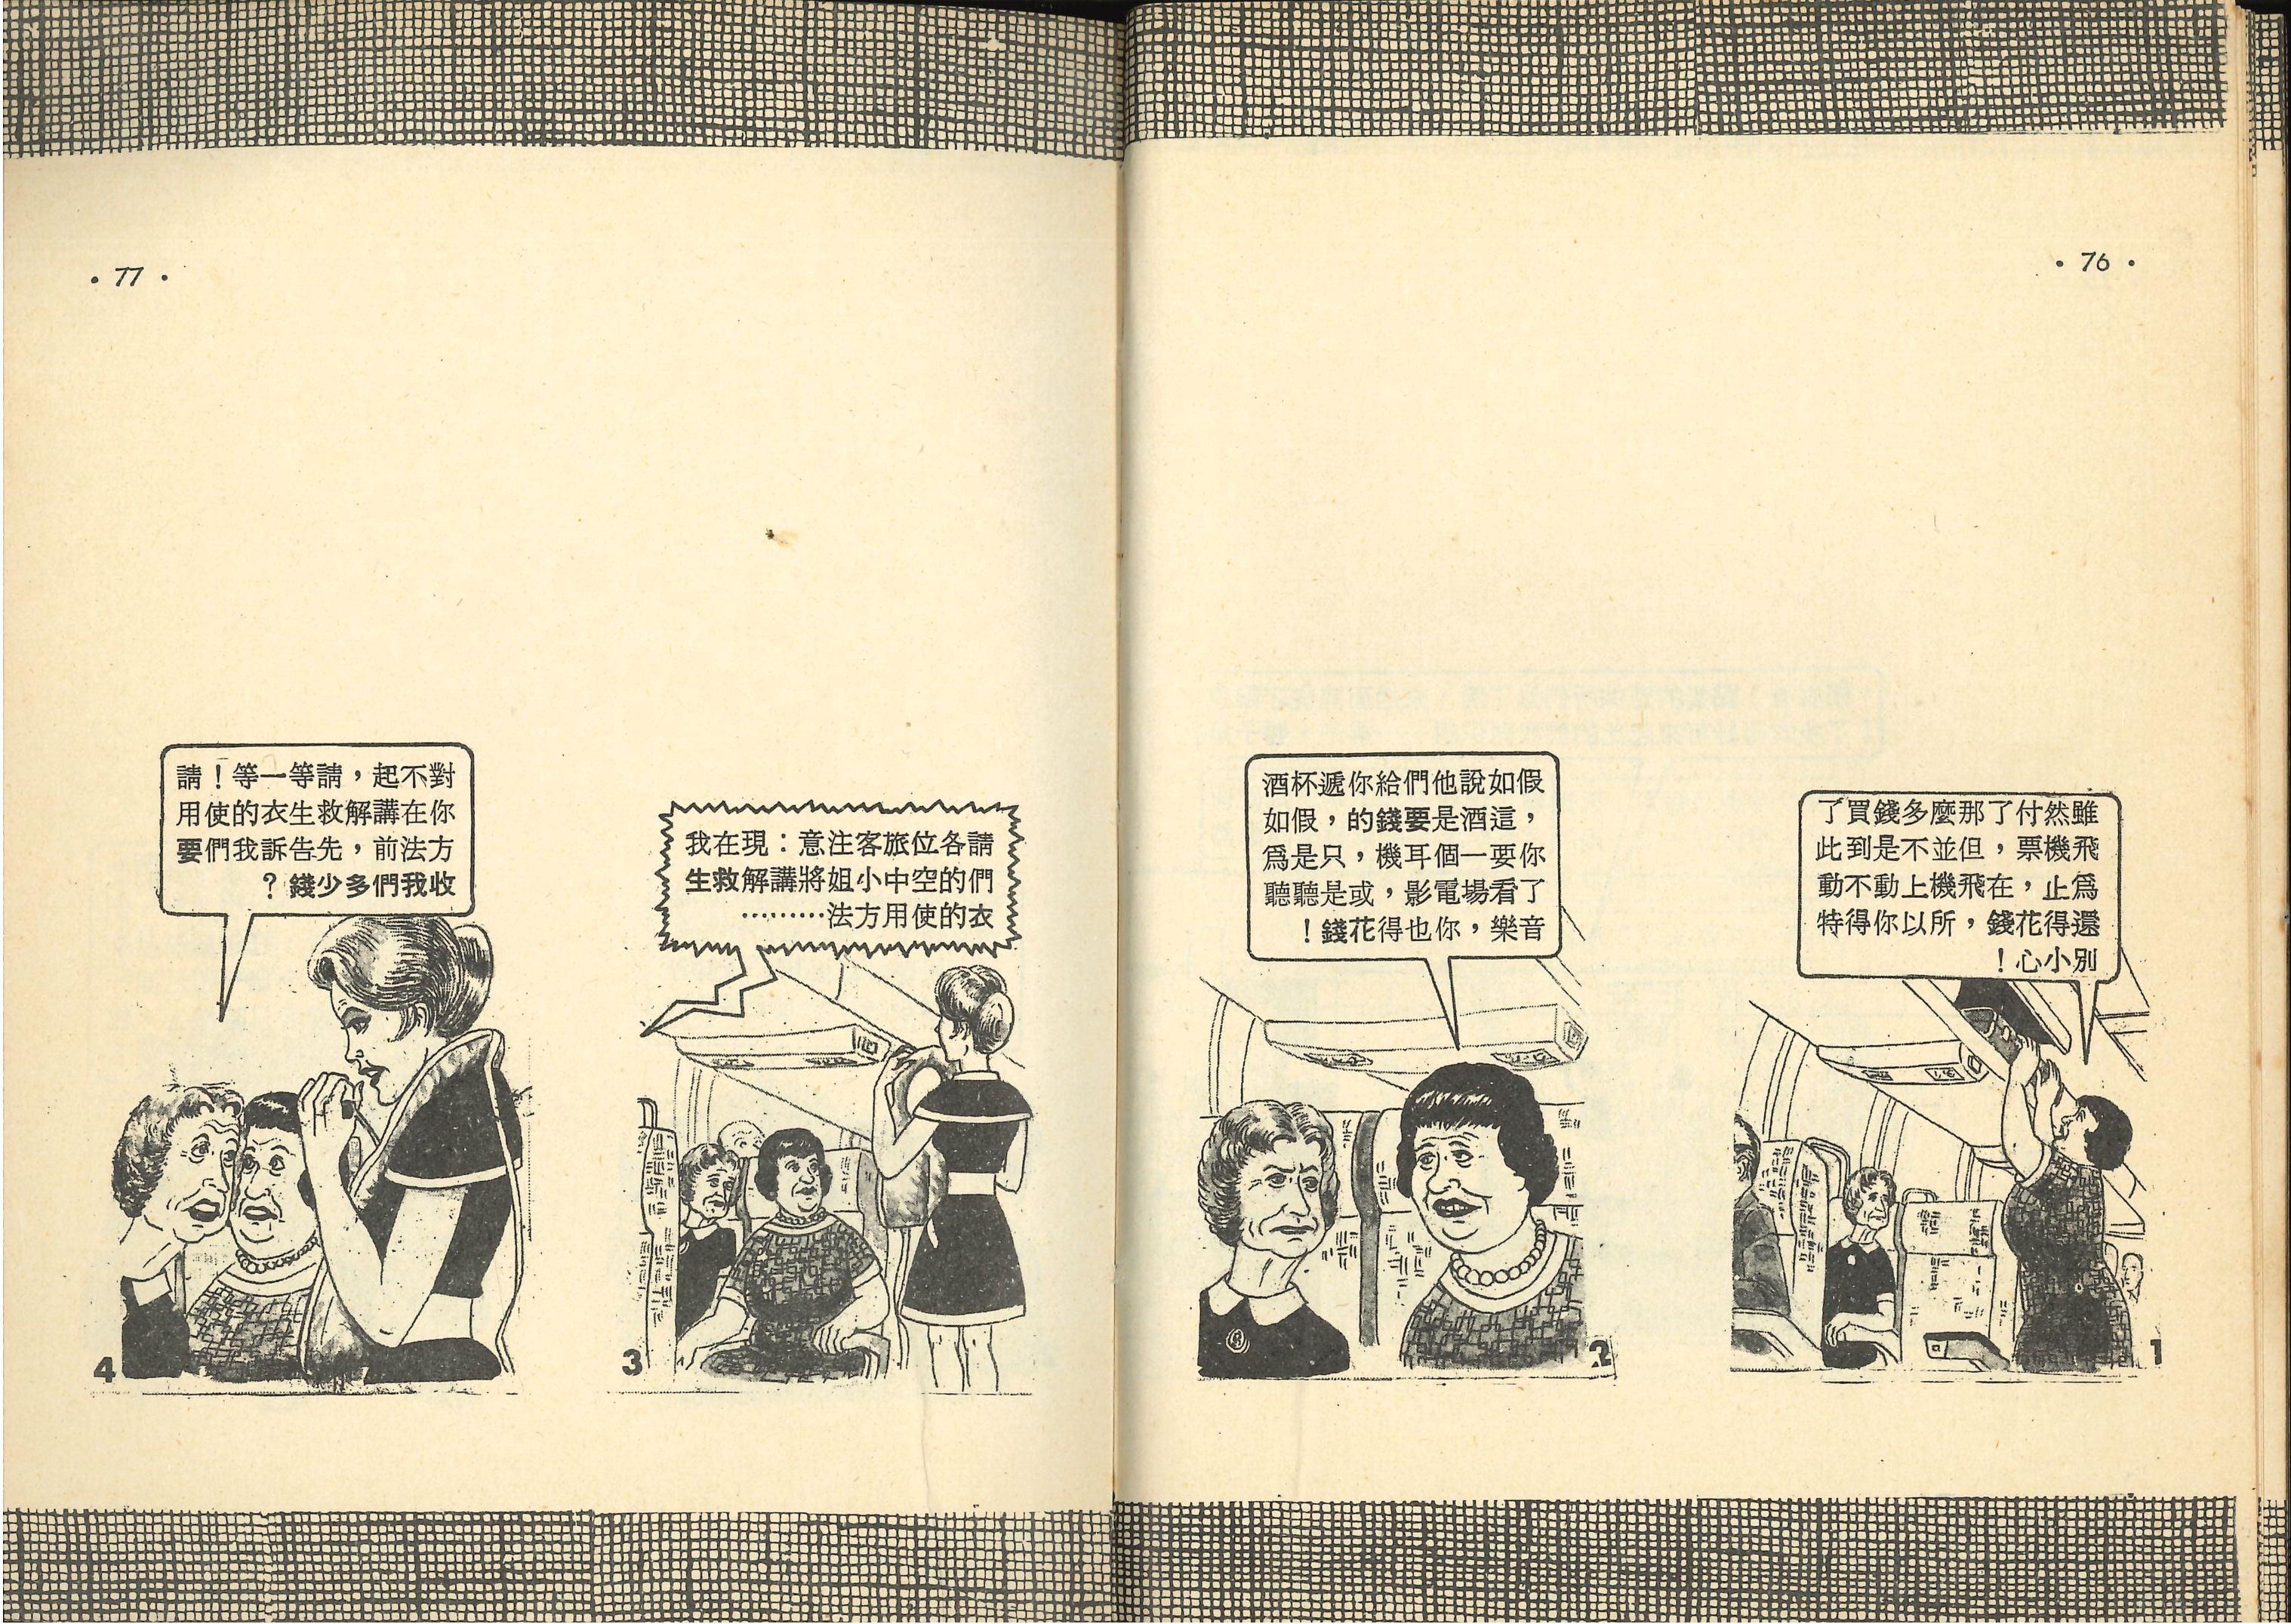 • 76 •
雖然付了那麼多錢買了
飛機票，但並不是到此
爲止，在飛機上動不動
還得花錢，所以你得特
別小心！
1
假如說他們給你遞杯酒
，這酒是要錢的，假如
你要一個耳機，只是爲
了看場電影，或是聽聽
音樂，你也得花錢！
2
• 77 •
請各位旅客注意：現在我
們的空中小姐將講解救生
衣的使用方法………
3
對不起，請等一等！請
你在講解救生衣的使用
方法前，先告訴我們要
收我們多少錢？
4